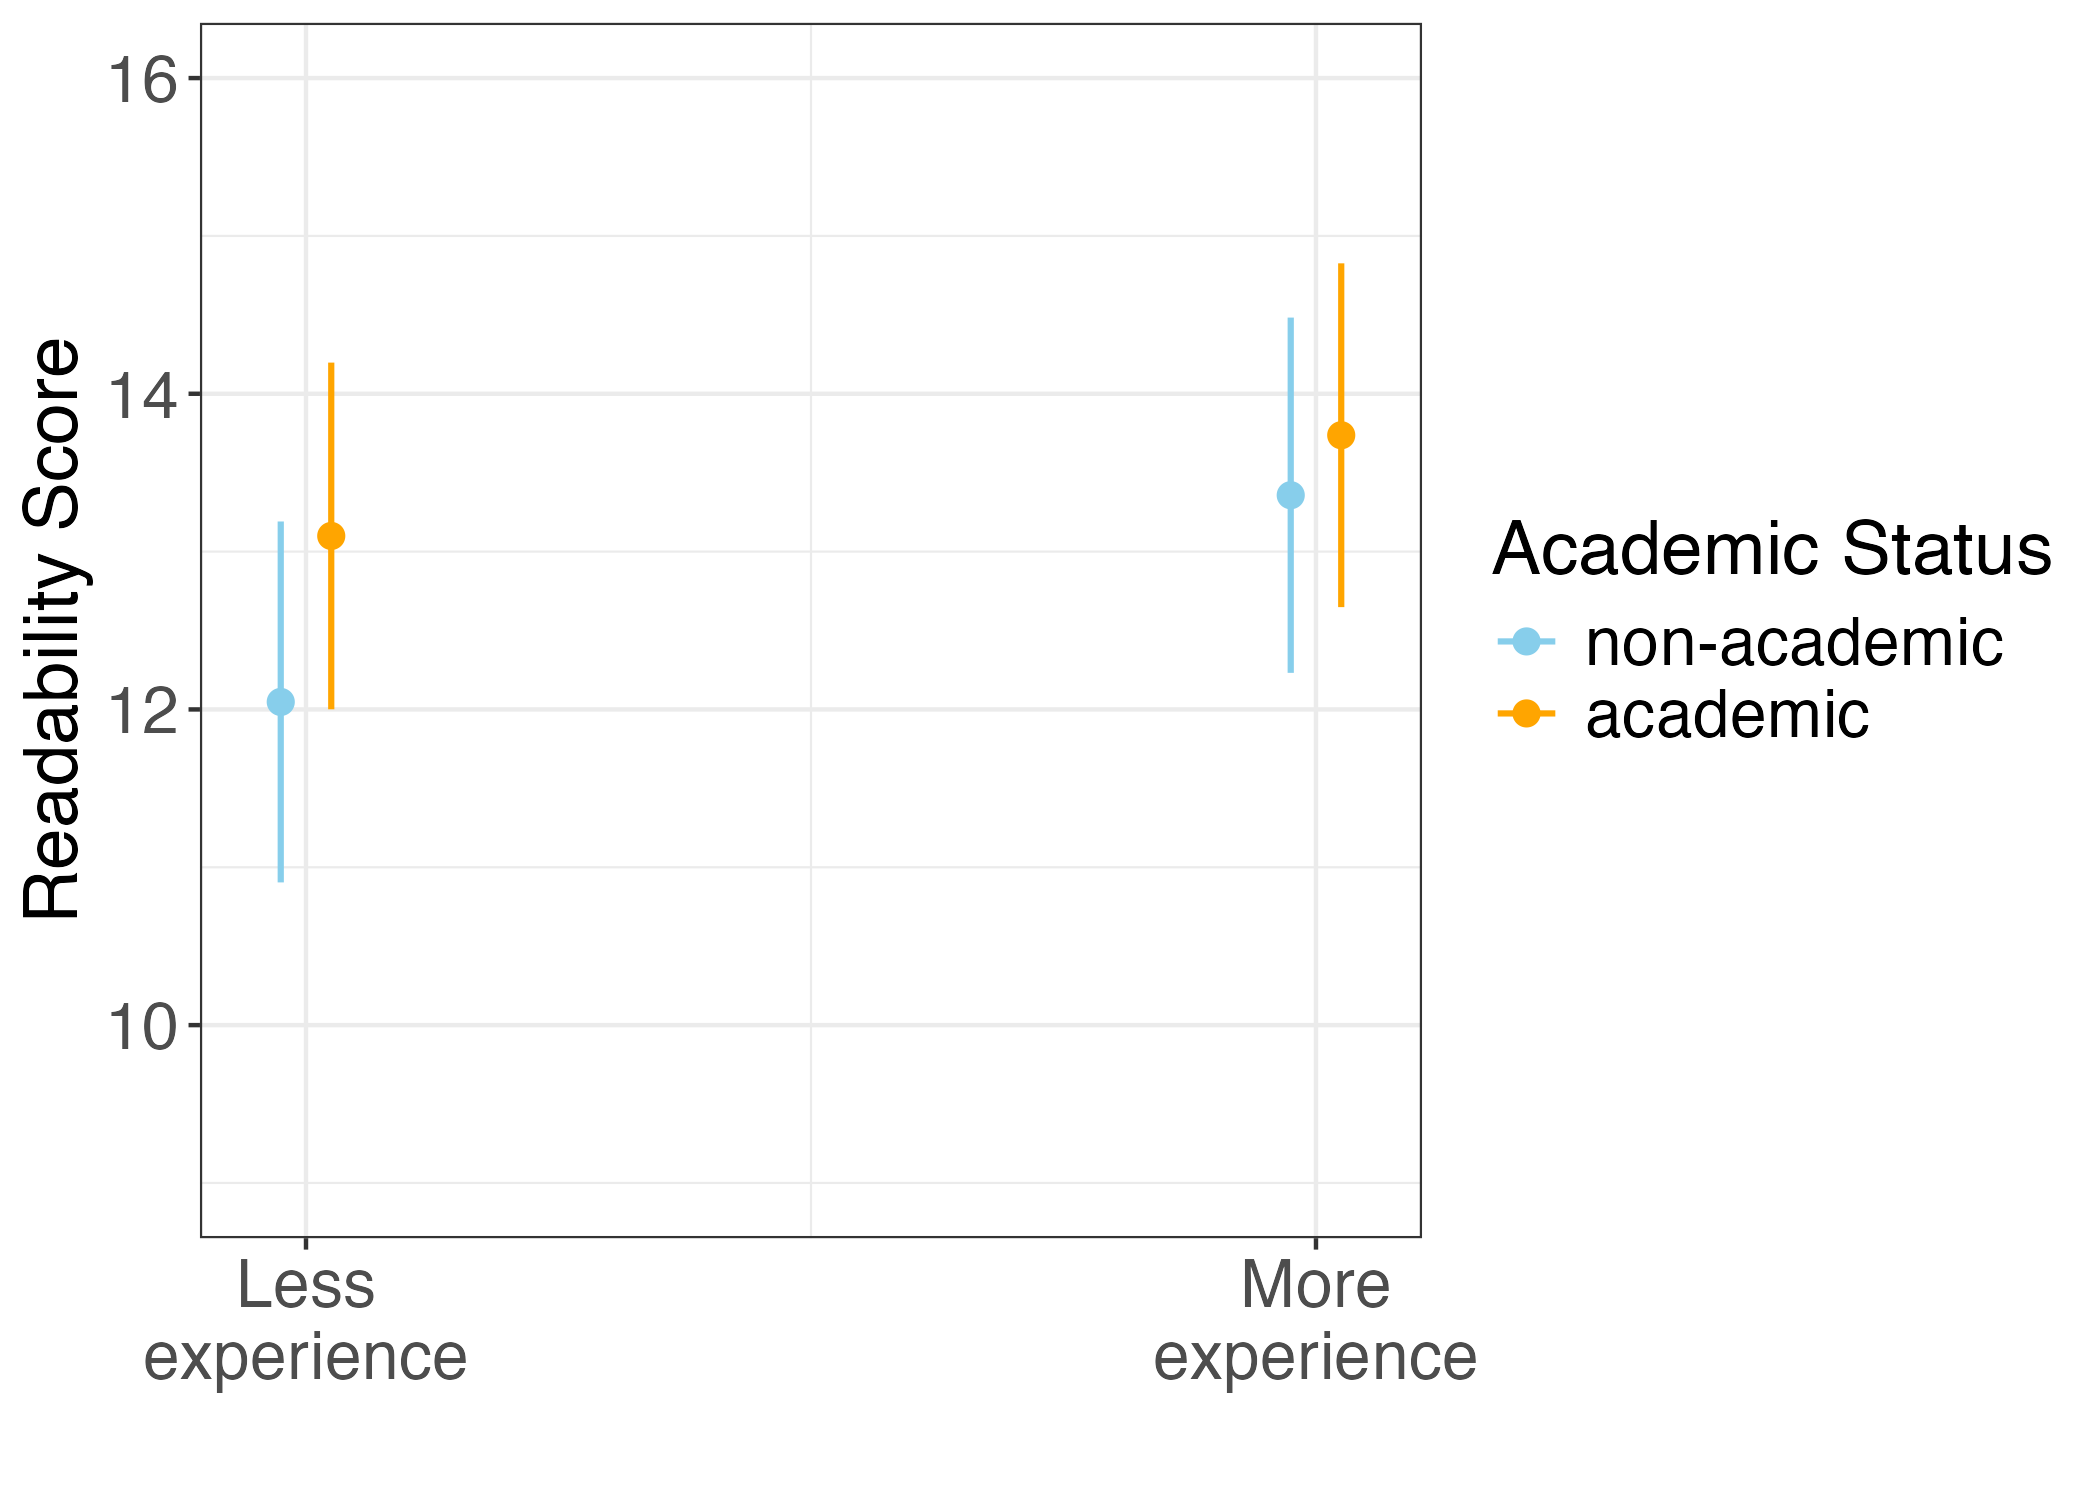 Readability Score
16
14
12
10
Less
experience
More
experience
Academic Status
non-academic
academic